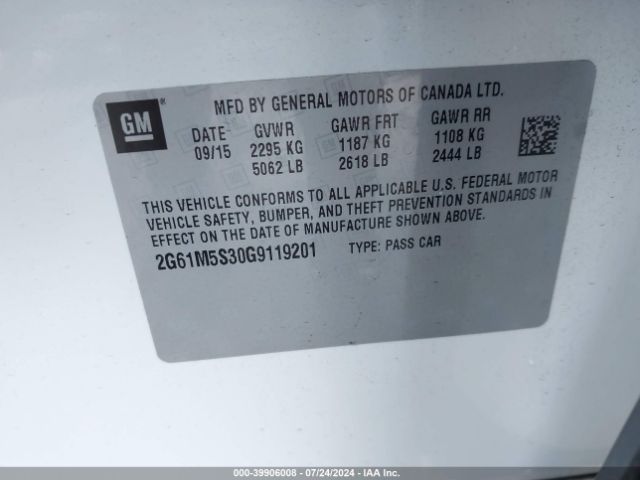 GM
MFD BY GENERAL MOTORS OF CANADA LTD.
DATE GVWR GAWR FRT GAWR RR
09/15 2295 KG 1187 KG 1108 KG
5062 LB 2618 LB 2444 LB
THIS VEHICLE CONFORMS TO ALL APPLICABLE U.S. FEDERAL MOTOR
VEHICLE SAFETY, BUMPER, AND THEFT PREVENTION STANDARDS IN
EFFECT ON THE DATE OF MANUFACTURE SHOWN ABOVE.
2G61M5S30G9119201 TYPE: PASS CAR
000-39906008 - 07/24/2024 - IAA Inc.